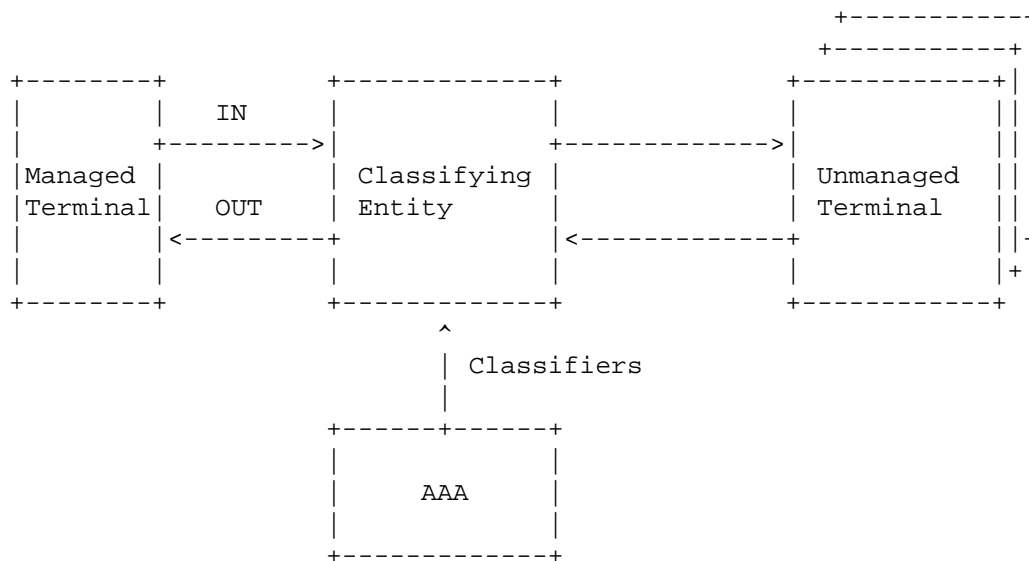 IN
Managed Classifying Unmanaged
Terminal OUT Entity Terminal
Classifiers
AAA